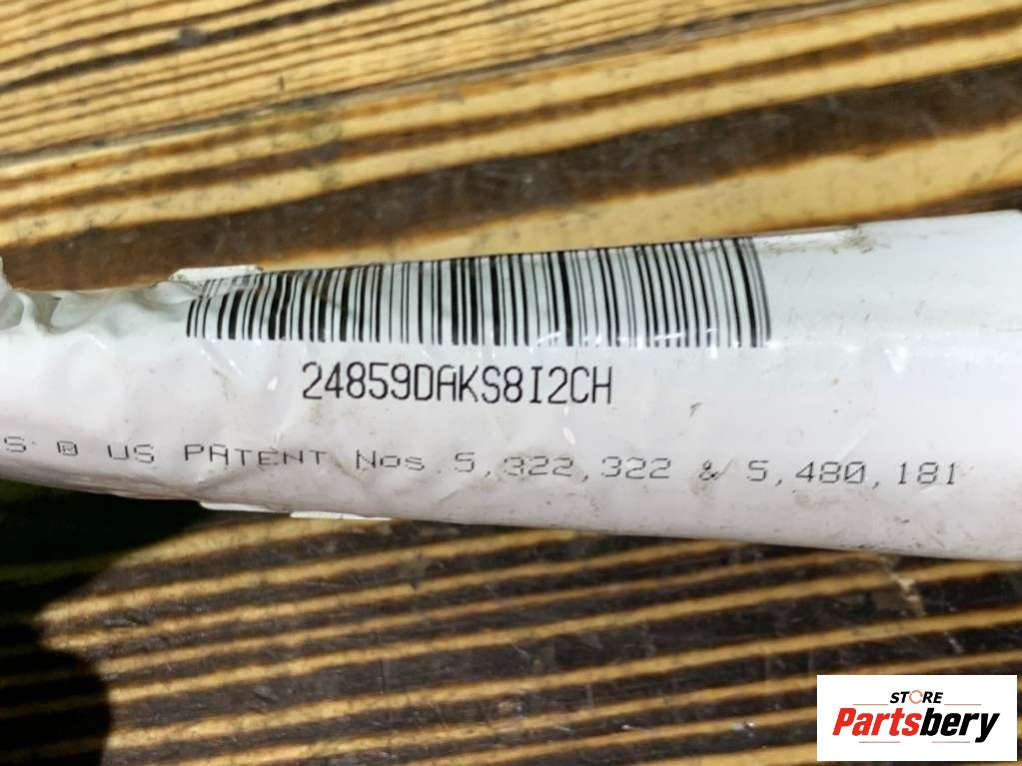 24859DAKS8I2CH
S ® US PATENT Nos 5,322,322 & 5,480,181
STORE
Partsbery